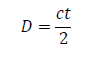 D = ct/2